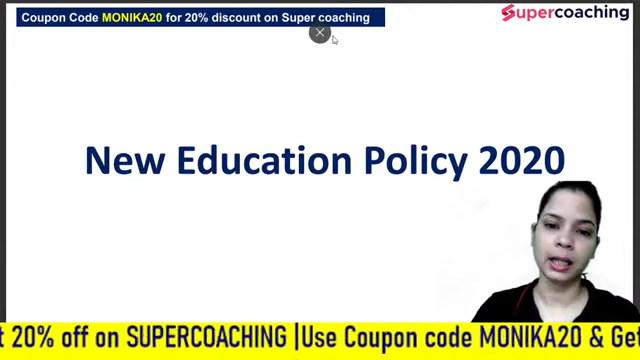 Coupon Code MONIKA20 for 20% discount on Super coaching
Supercoaching
New Education Policy 2020
20% off on SUPERCOACHING | Use Coupon code MONIKA20 & Get